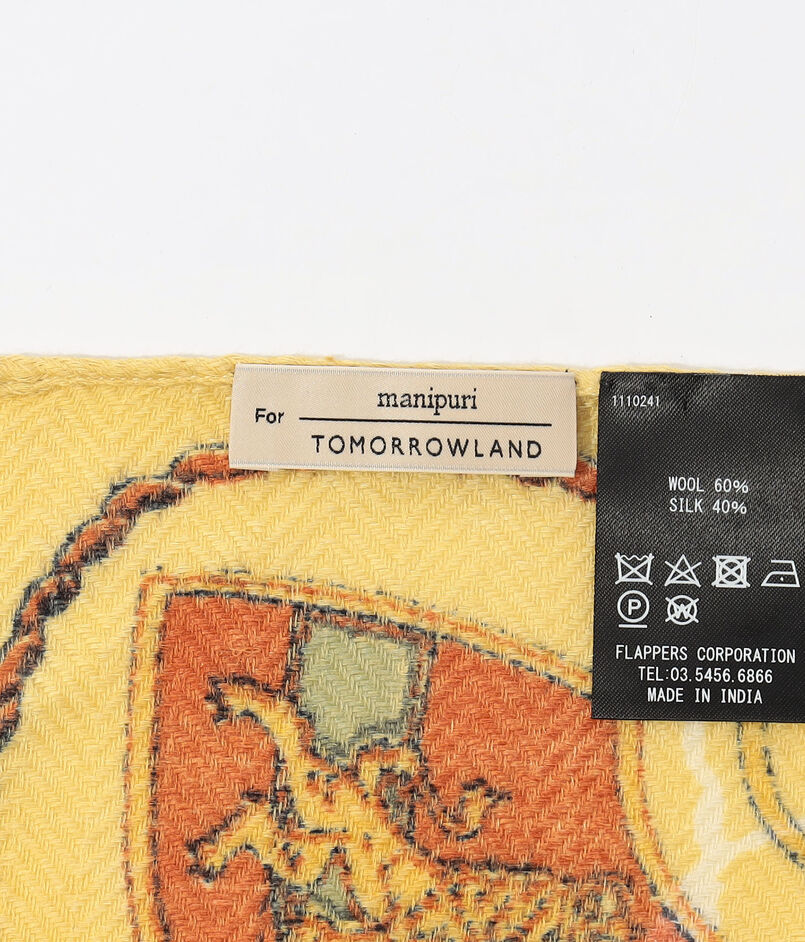 manipuri
For
TOMORROWLAND
1110241
WOOL 60%
SILK 40%
P
W
FLAPPERS CORPORATION
TEL:03.5456.6866
MADE IN INDIA